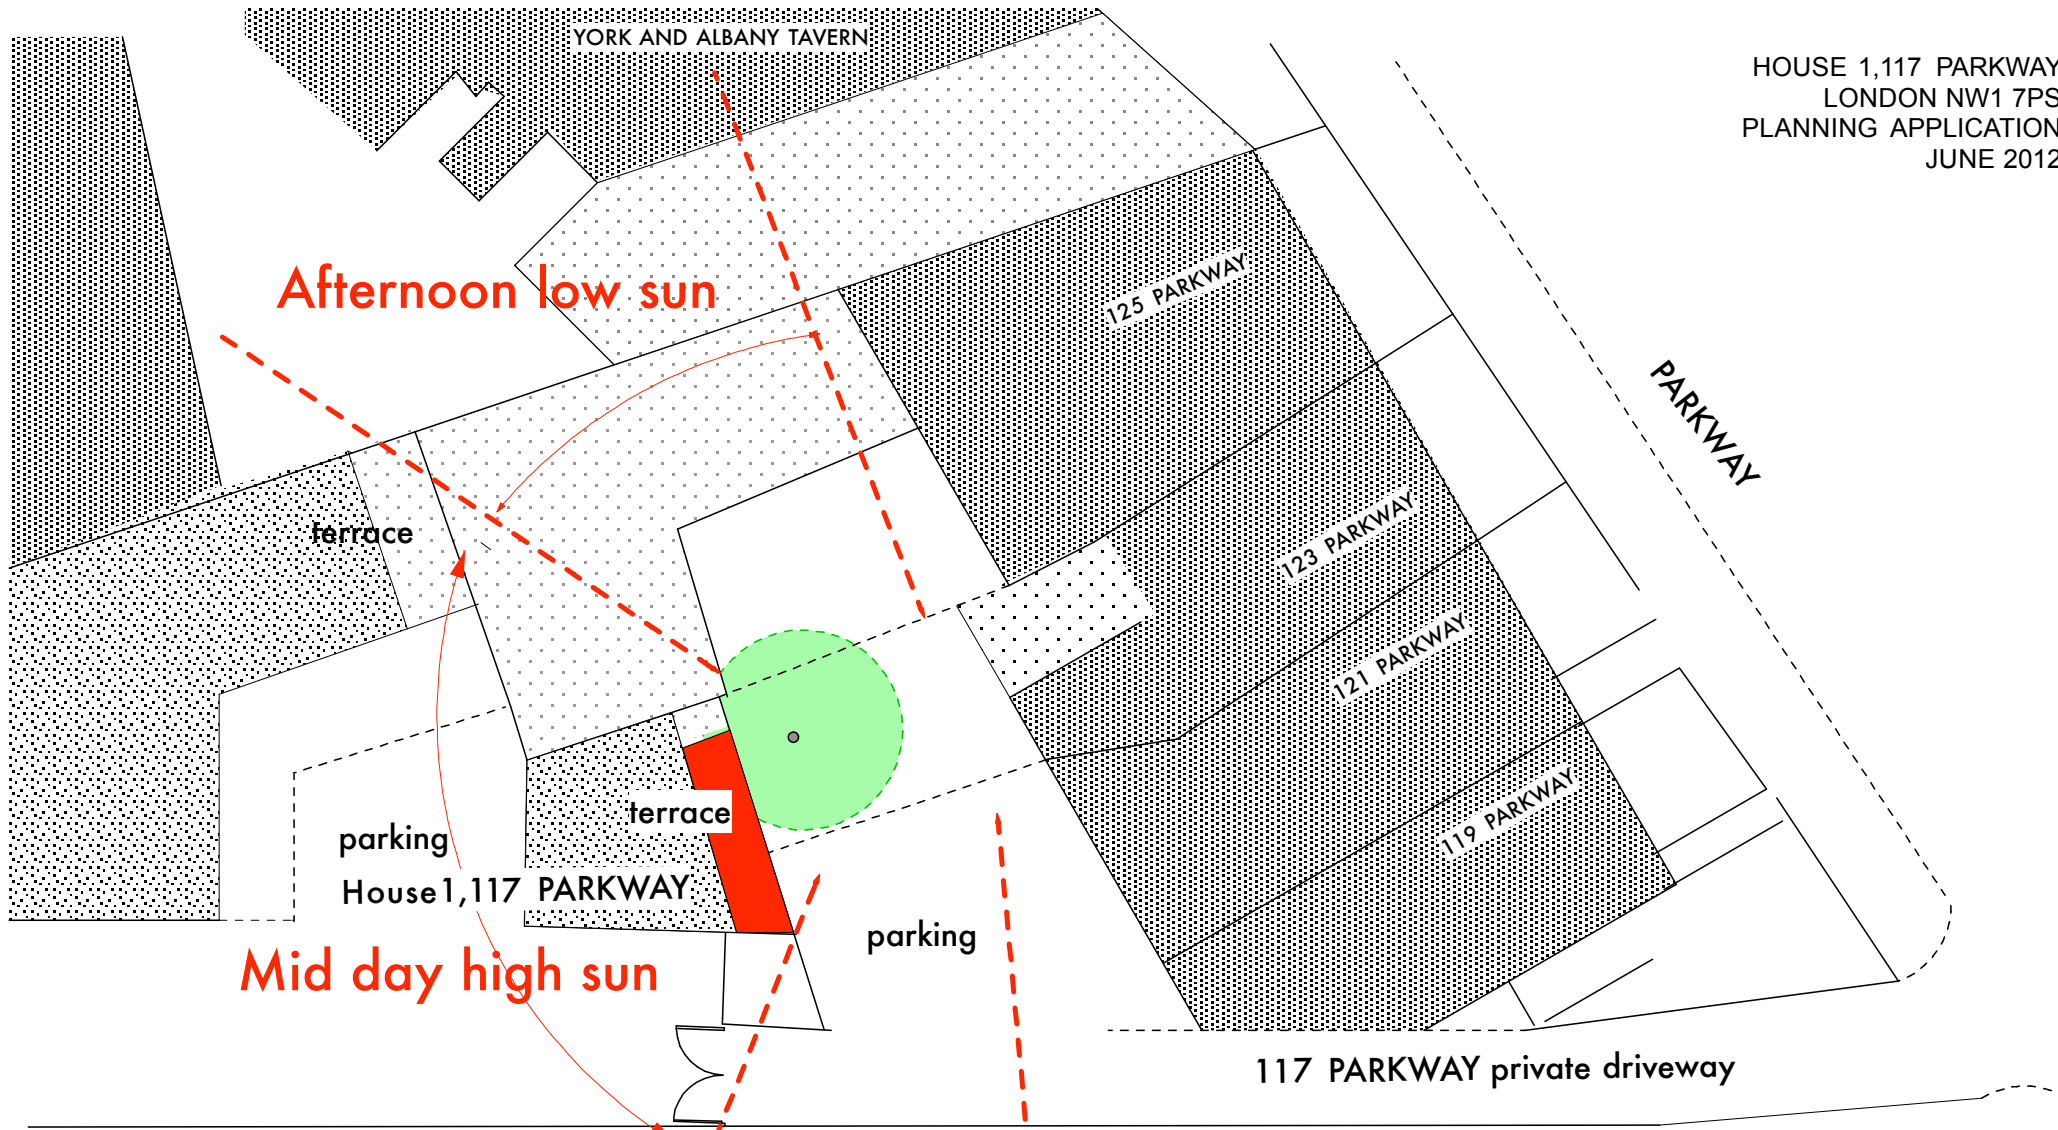 YORK AND ALBANY TAVERN
HOUSE 1,117 PARKWAY
LONDON NW1 7PS
PLANNING APPLICATION
JUNE 2012
Afternoon low sun
125 PARKWAY
PARKWAY
terrace
123 PARKWAY
121 PARKWAY
119 PARKWAY
terrace
parking
House1,117 PARKWAY
parking
Mid day high sun
117 PARKWAY private driveway